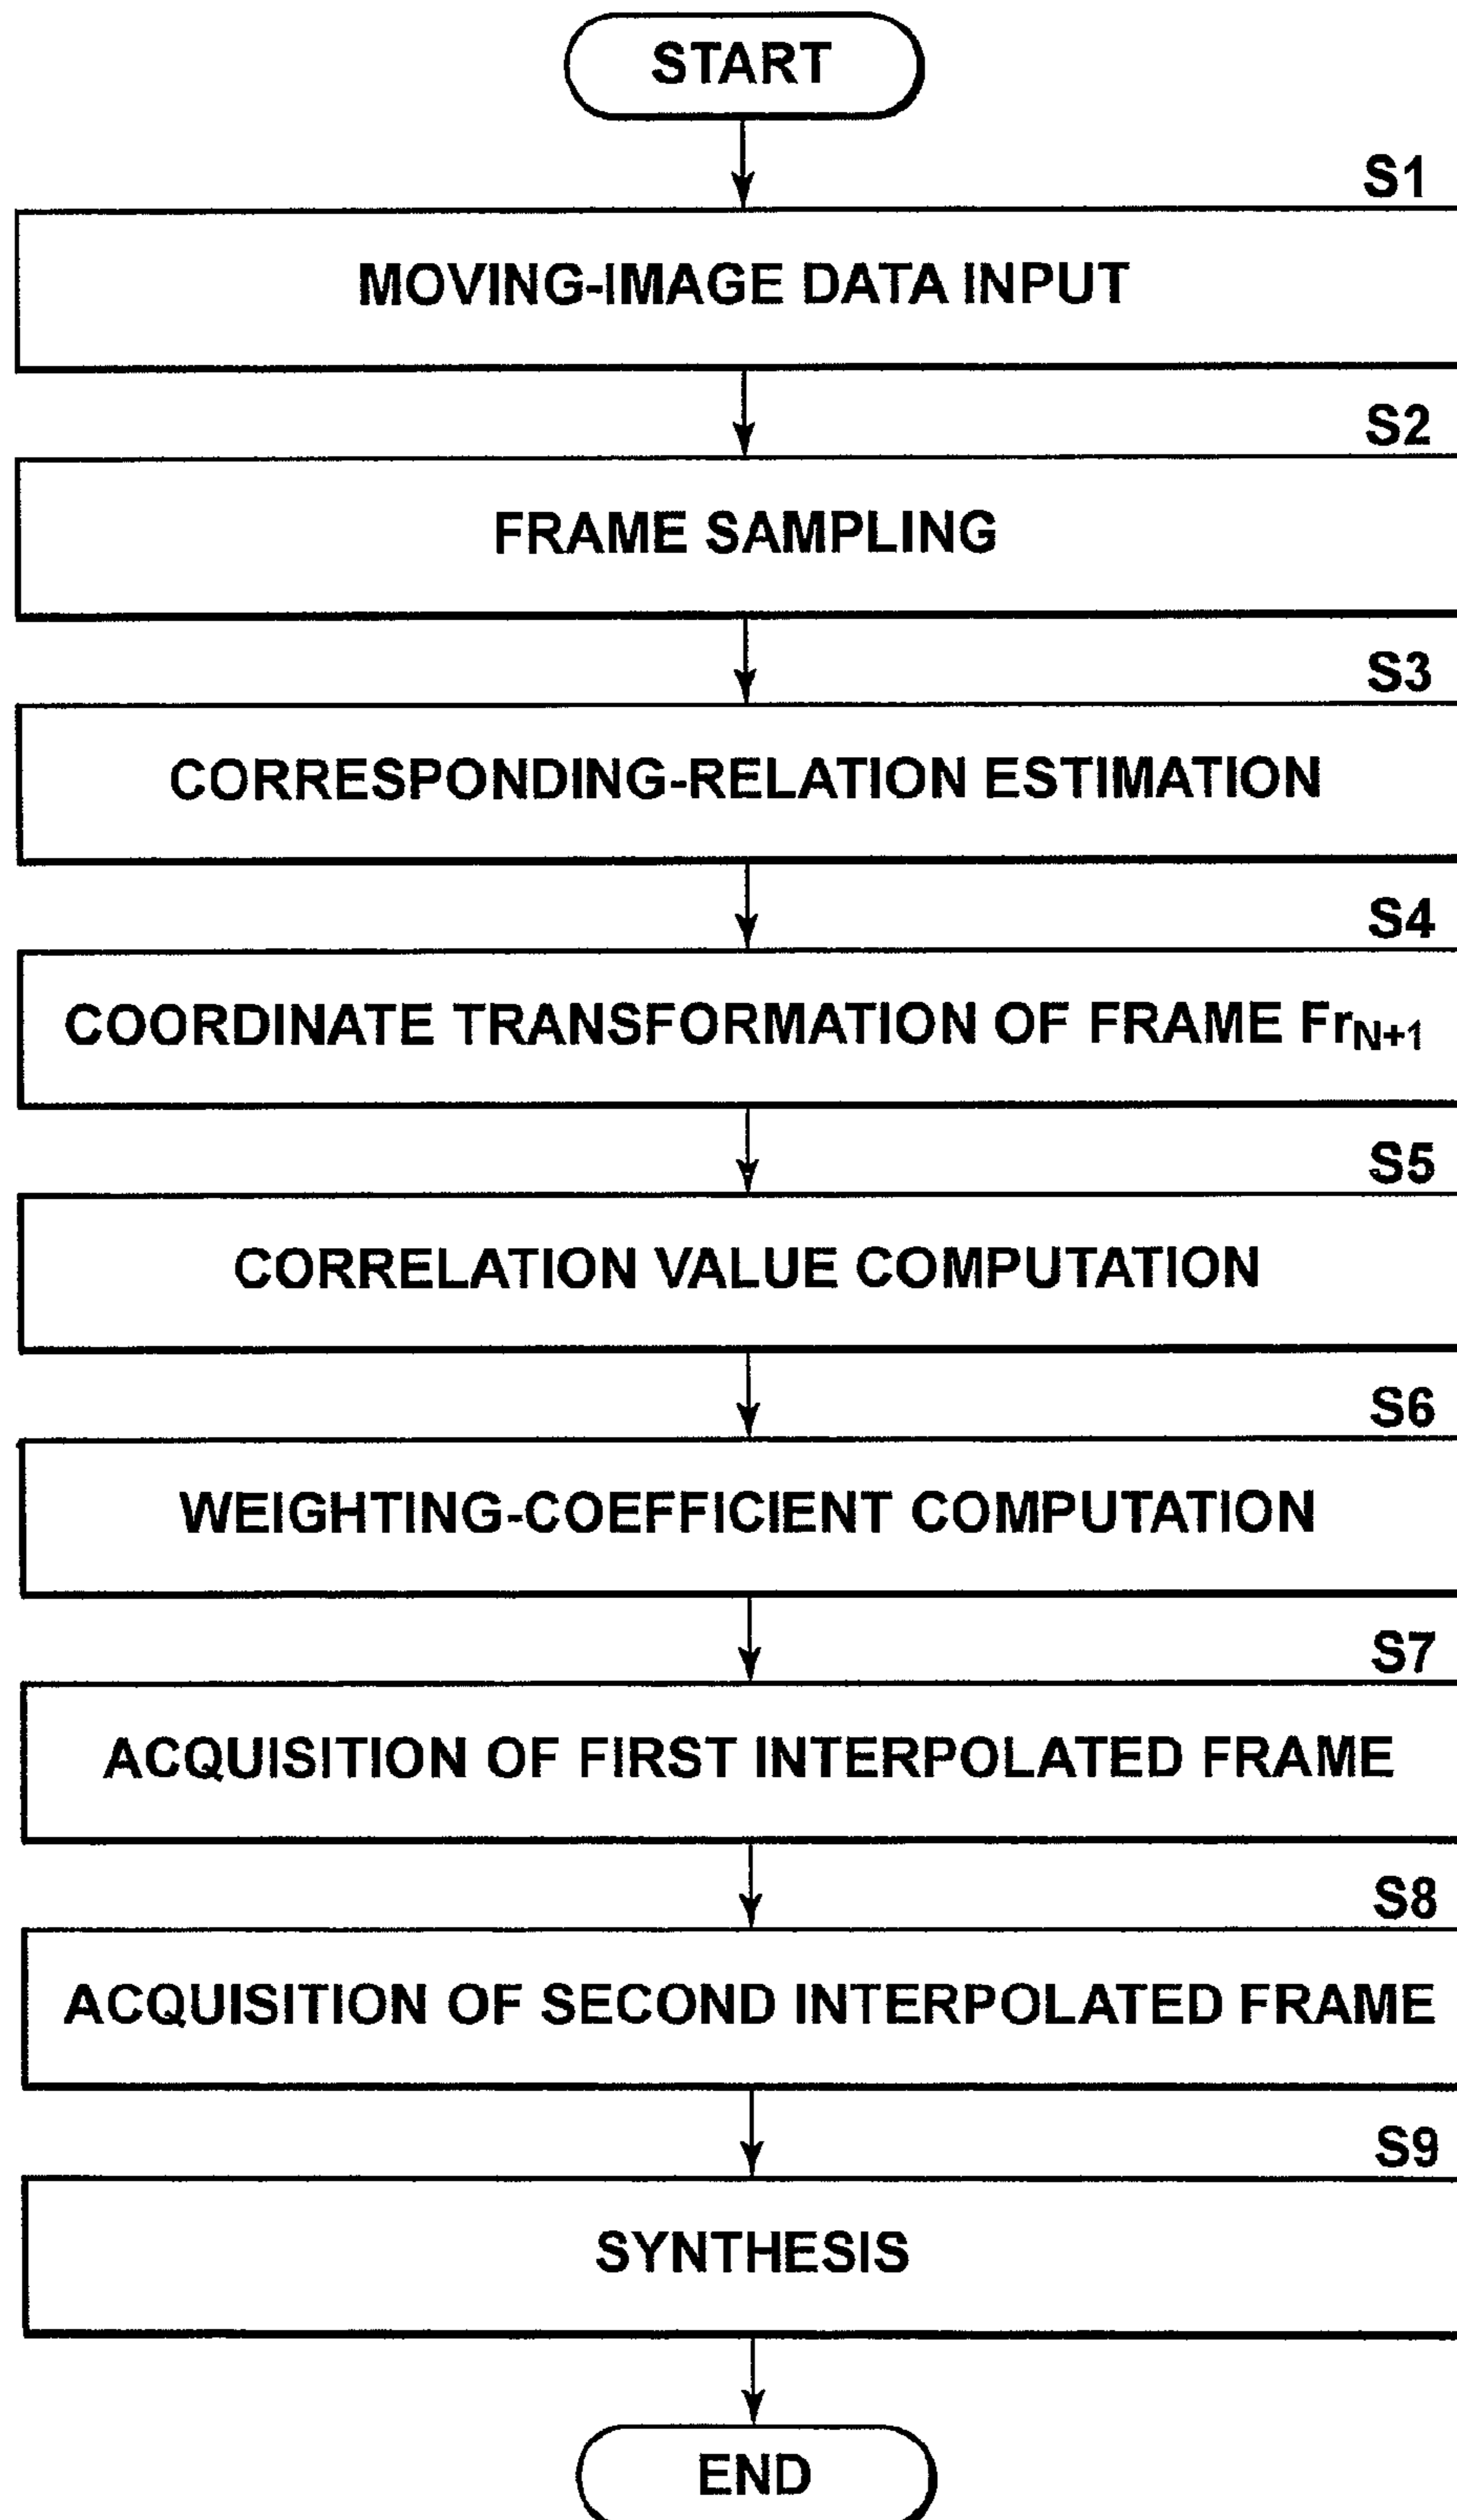 START
S1
MOVING-IMAGE DATA INPUT
S2
FRAME SAMPLING
S3
CORRESPONDING-RELATION ESTIMATION
S4
COORDINATE TRANSFORMATION OF FRAME FrN+1
S5
CORRELATION VALUE COMPUTATION
S6
WEIGHTING-COEFFICIENT COMPUTATION
S7
ACQUISITION OF FIRST INTERPOLATED FRAME
S8
ACQUISITION OF SECOND INTERPOLATED FRAME
S9
SYNTHESIS
END